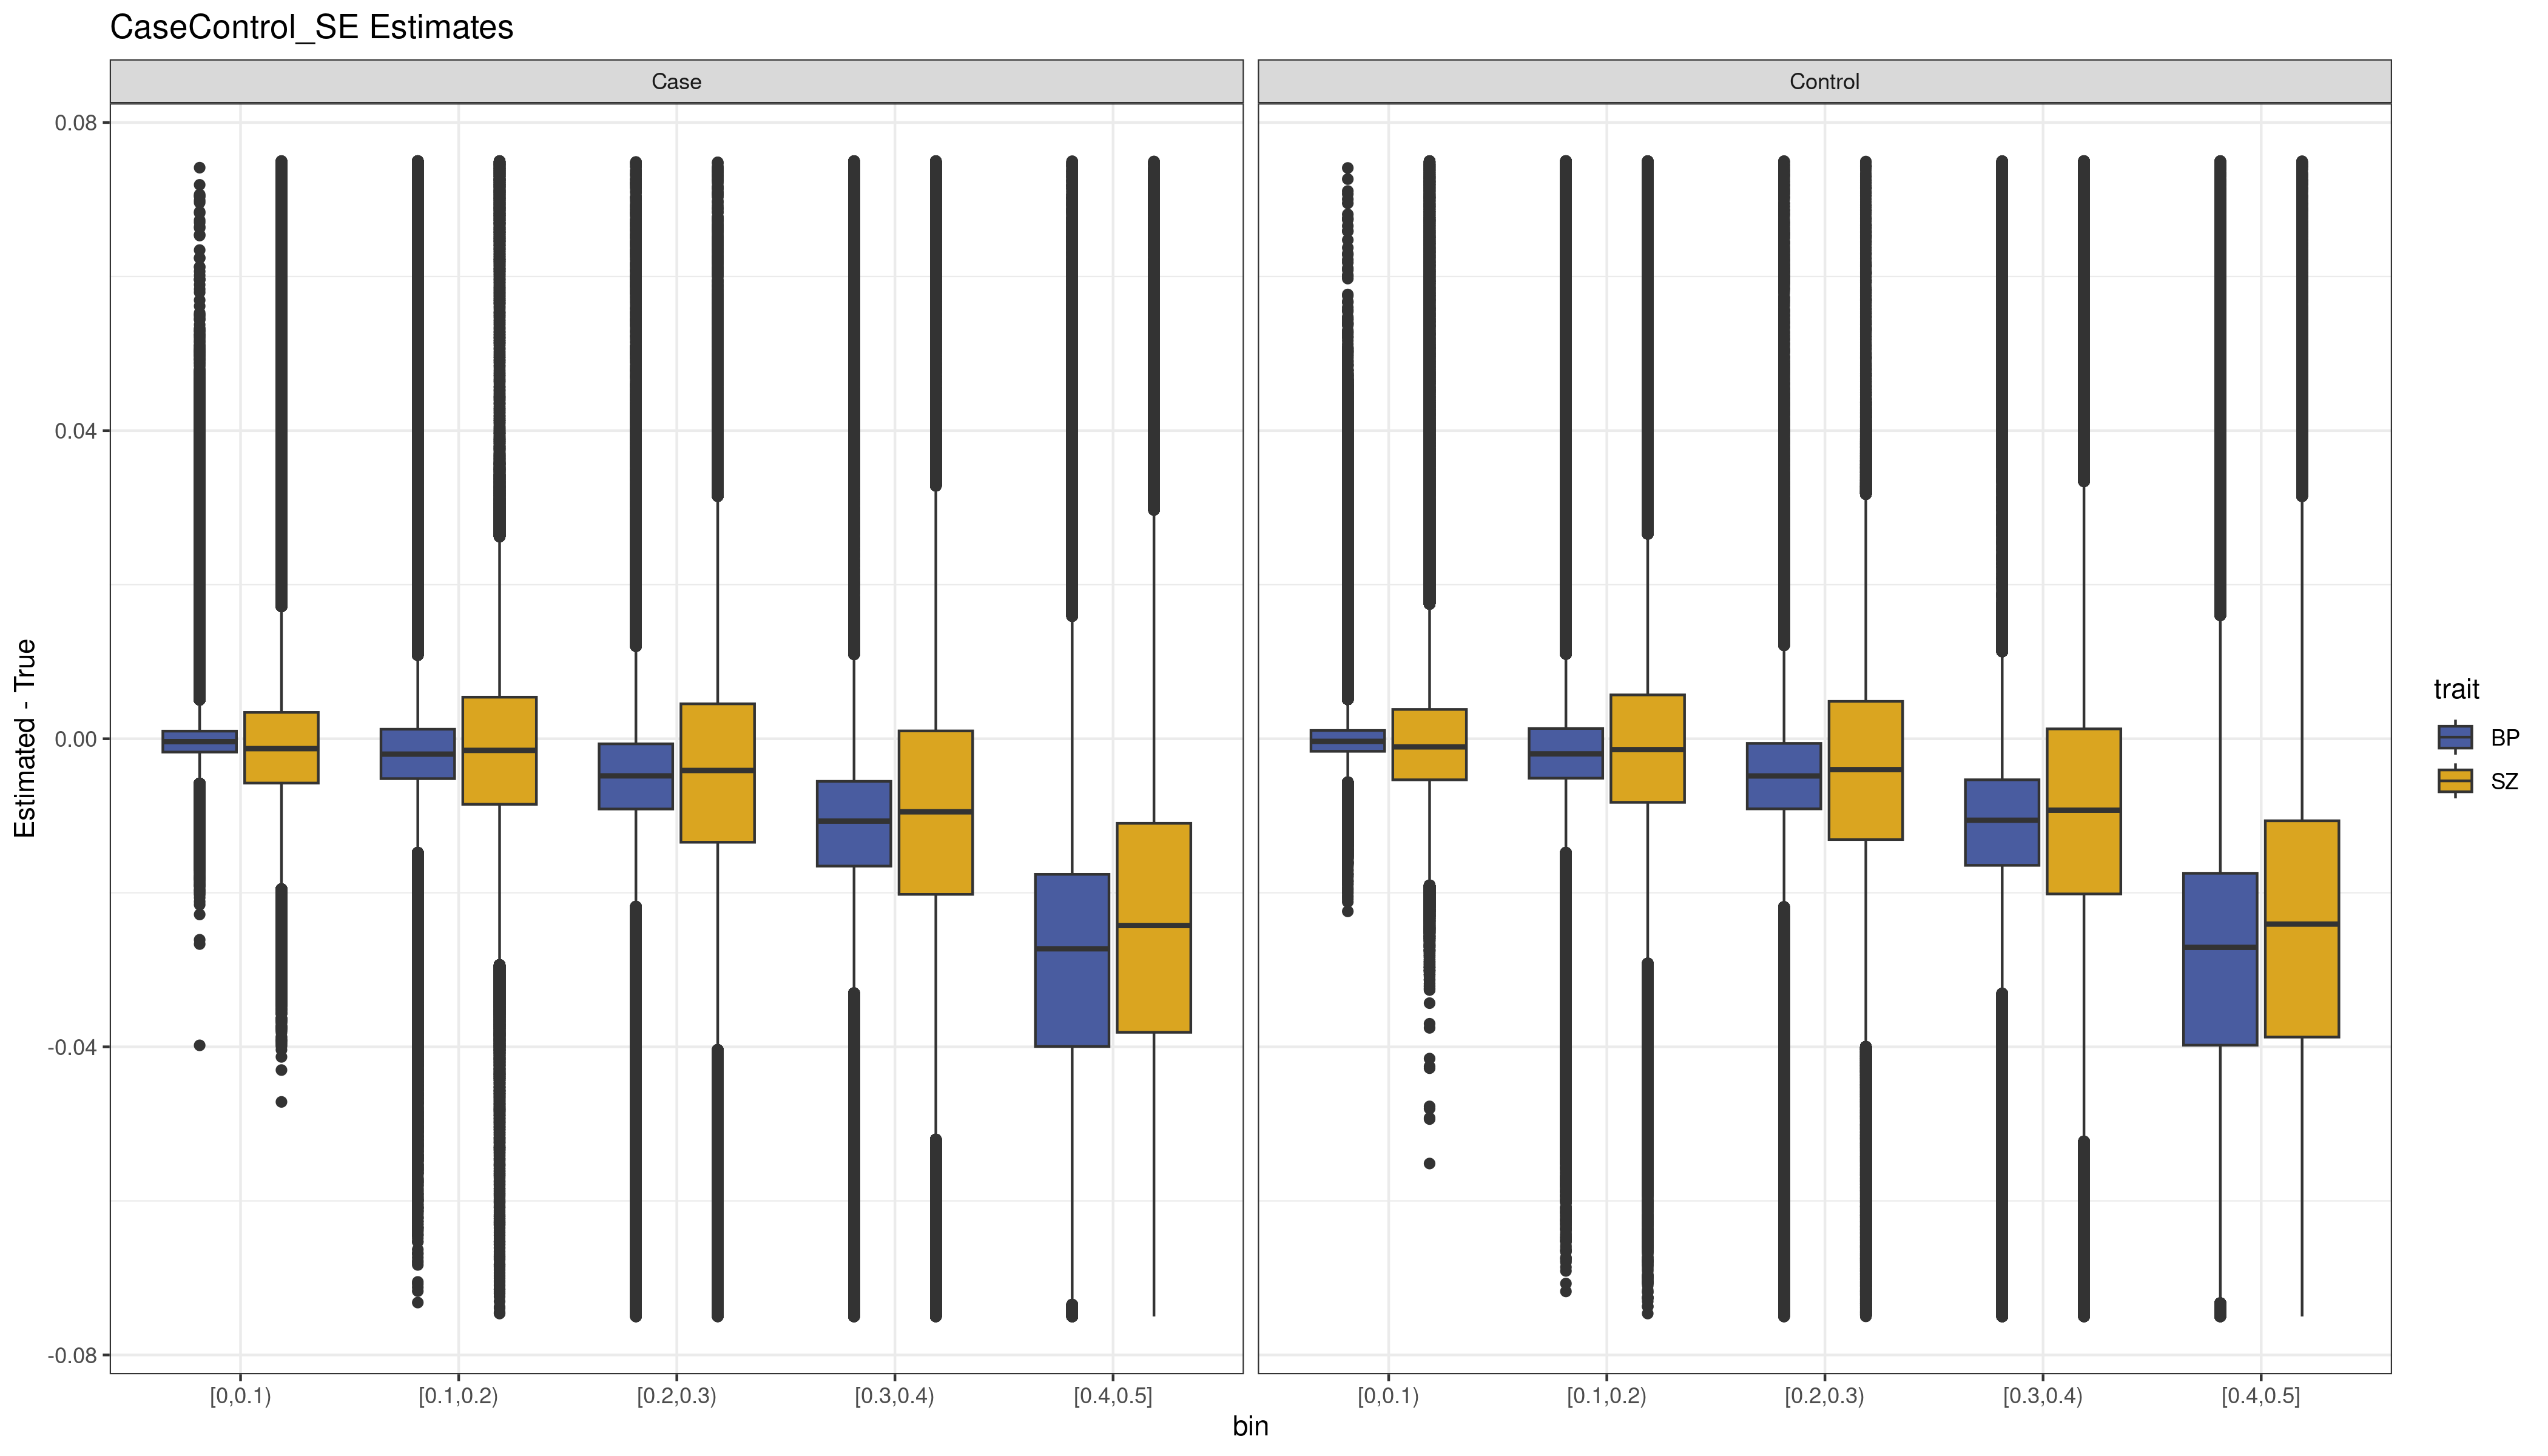 CaseControl_SE Estimates
Case
Control
0.08
0.04
0.00
-0.04
-0.08
Estimated - True
[0,0.1)
[0.1,0.2)
[0.2,0.3)
[0.3,0.4)
[0.4,0.5]
[0,0.1)
[0.1,0.2)
[0.2,0.3)
[0.3,0.4)
[0.4,0.5]
bin
trait
BP
SZ